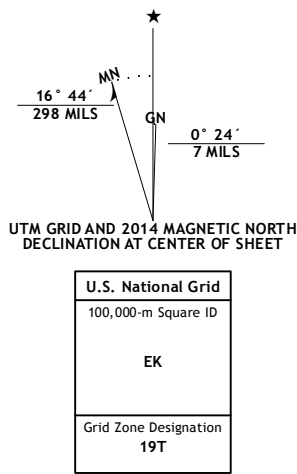 MN
GN
16° 44´
298 MILS
0° 24´
7 MILS
UTM GRID AND 2014 MAGNETIC NORTH
DECLINATION AT CENTER OF SHEET
U.S. National Grid
100,000-m Square ID
EK
Grid Zone Designation
19T